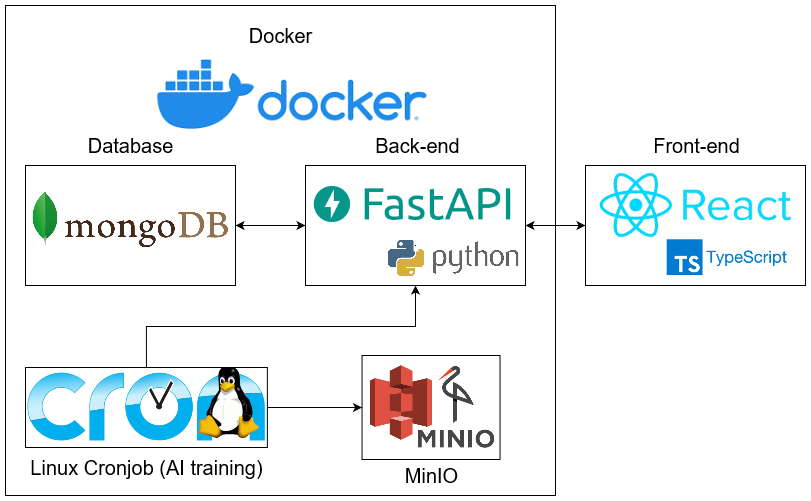 Docker
docker
Database
Back-end
Front-end
mongoDB
FastAPI
python
React
TS TypeScript
cron
MINIO
Linux Cronjob (AI training)
MinIO